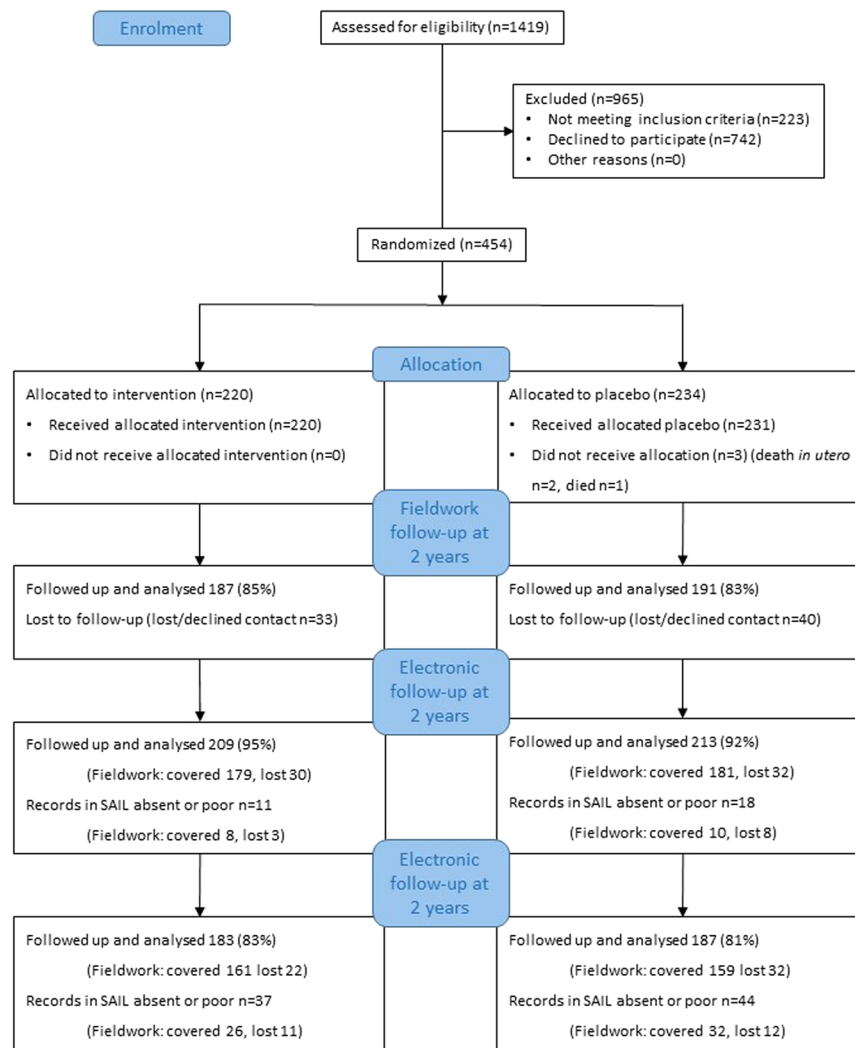 Enrolment
Assessed for eligibility (n=1419)
Excluded (n=965)
• Not meeting inclusion criteria (n=223)
• Declined to participate (n=742)
• Other reasons (n=0)
Randomized (n=454)
Allocation
Allocated to intervention (n=220)
• Received allocated intervention (n=220)
• Did not receive allocated intervention (n=0)
Allocated to placebo (n=234)
• Received allocated placebo (n=231)
• Did not receive allocation (n=3) (death in utero
n=2, died n=1)
Fieldwork
follow-up at
2 years
Followed up and analysed 187 (85%)
Lost to follow-up (lost/declined contact n=33)
Followed up and analysed 191 (83%)
Lost to follow-up (lost/declined contact n=40)
Electronic
follow-up at
2 years
Followed up and analysed 209 (95%)
(Fieldwork: covered 179, lost 30)
Records in SAIL absent or poor n=11
(Fieldwork: covered 8, lost 3)
Followed up and analysed 213 (92%)
(Fieldwork: covered 181, lost 32)
Records in SAIL absent or poor n=18
(Fieldwork: covered 10, lost 8)
Electronic
follow-up at
2 years
Followed up and analysed 183 (83%)
(Fieldwork: covered 161 lost 22)
Records in SAIL absent or poor n=37
(Fieldwork: covered 26, lost 11)
Followed up and analysed 187 (81%)
(Fieldwork: covered 159 lost 32)
Records in SAIL absent or poor n=44
(Fieldwork: covered 32, lost 12)